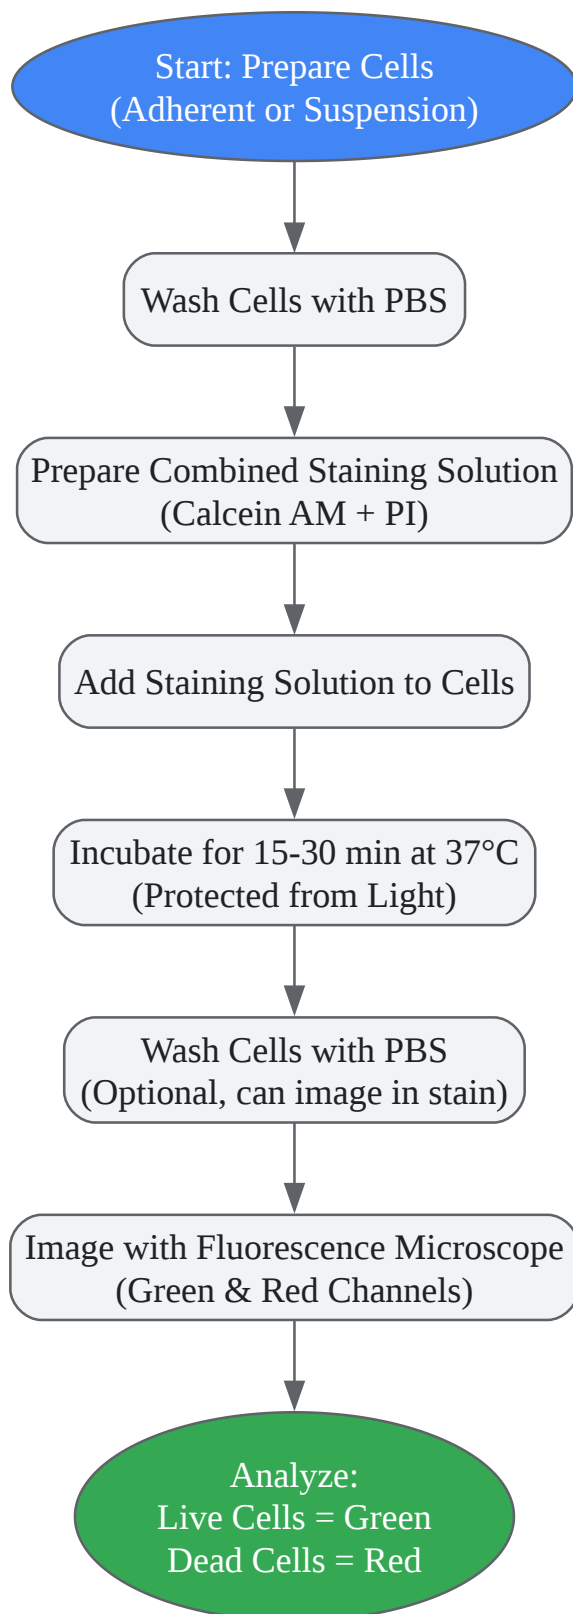 Start: Prepare Cells
(Adherent or Suspension)
Wash Cells with PBS
Prepare Combined Staining Solution
(Calcein AM + PI)
Add Staining Solution to Cells
Incubate for 15-30 min at 37°C
(Protected from Light)
Wash Cells with PBS
(Optional, can image in stain)
Image with Fluorescence Microscope
(Green & Red Channels)
Analyze:
Live Cells = Green
Dead Cells = Red